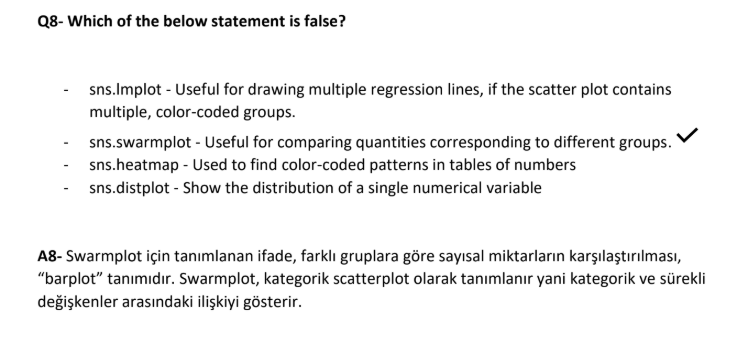 Q8- Which of the below statement is false?
- sns.lmplot - Useful for drawing multiple regression lines, if the scatter plot contains
multiple, color-coded groups.
- sns.swarmplot - Useful for comparing quantities corresponding to different groups.
- sns.heatmap - Used to find color-coded patterns in tables of numbers
- sns.distplot - Show the distribution of a single numerical variable
A8- Swarmplot için tanımlanan ifade, farklı gruplara göre sayısal miktarların karşılaştırılması,
“barplot” tanımıdır. Swarmplot, kategorik scatterplot olarak tanımlanır yani kategorik ve sürekli
değişkenler arasındaki ilişkiyi gösterir.